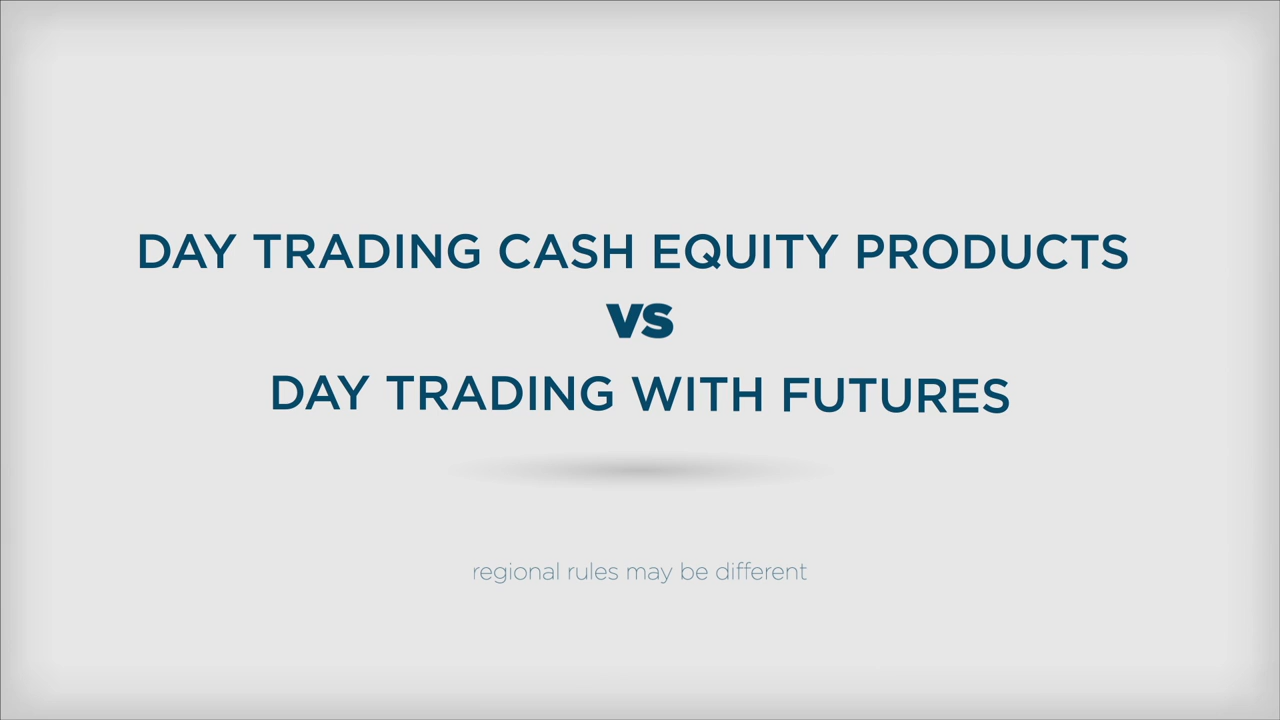 DAY TRADING CASH EQUITY PRODUCTS
VS
DAY TRADING WITH FUTURES
regional rules may be different